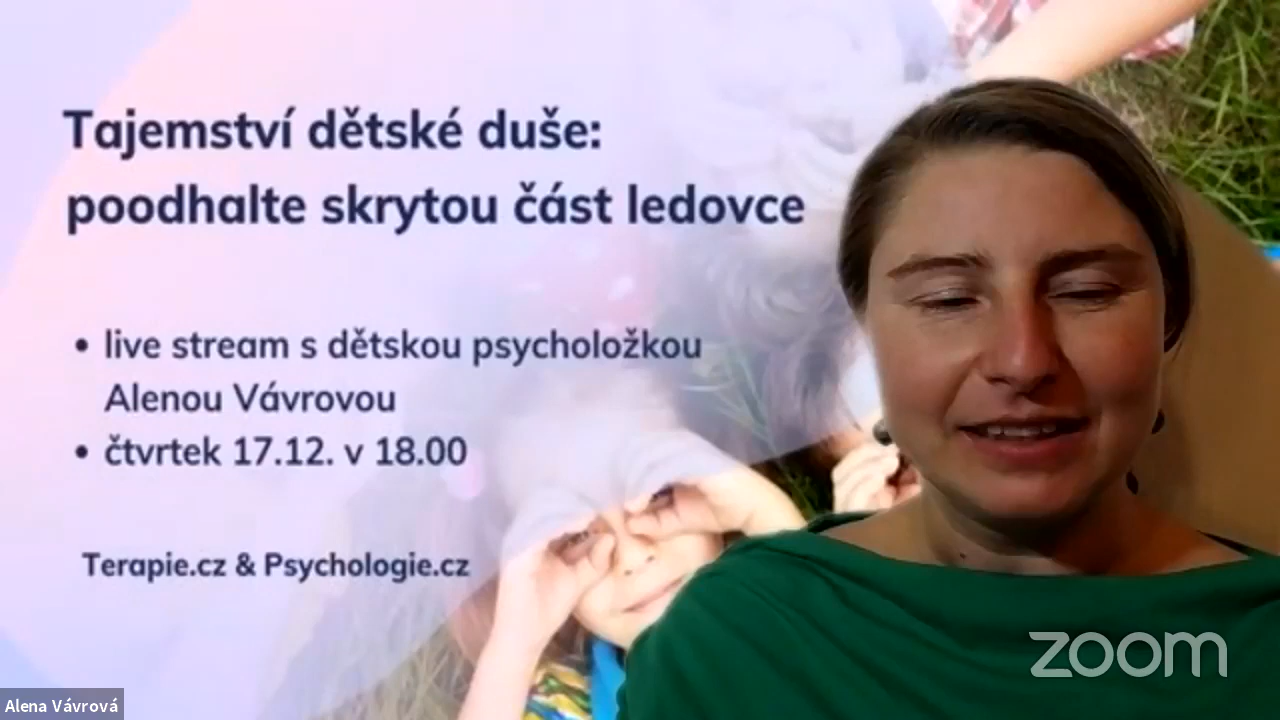 Tajemství dětské duše:
poodhalte skrytou část ledovce
• live stream s dětskou psycholožkou
Alenou Vávrovou
• čtvrtek 17.12. v 18.00
Terapie.cz & Psychologie.cz
zoom
Alena Vávrová